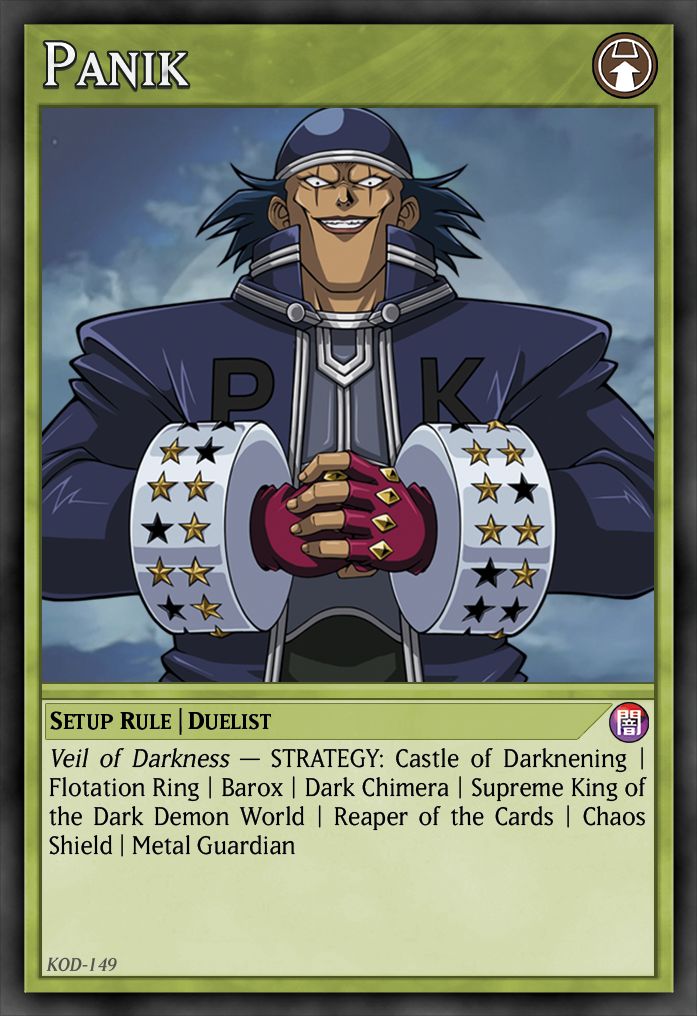 PANIK
P K
SETUP RULE | DUELIST
闇
Veil of Darkness — STRATEGY: Castle of Darknening |
Flotation Ring | Barox | Dark Chimera | Supreme King of
the Dark Demon World | Reaper of the Cards | Chaos
Shield | Metal Guardian
KOD-149